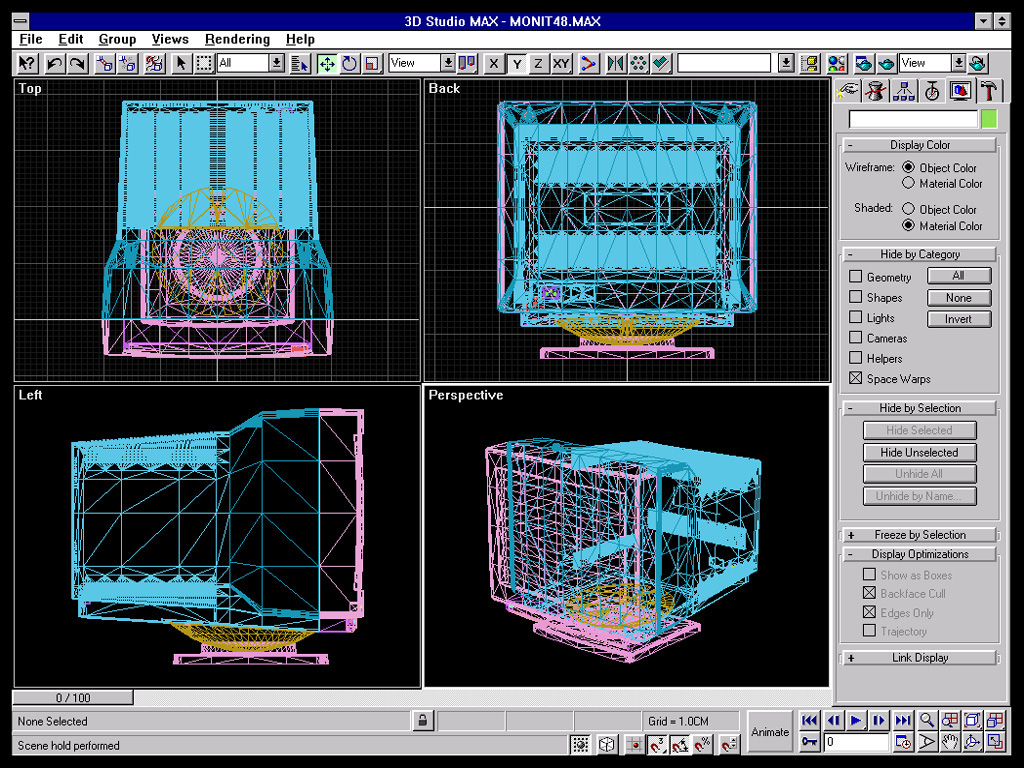 3D Studio MAX - MONIT48.MAX
File Edit Group Views Rendering Help
All View X Y Z XY View
Top
Back
Left
Perspective
- Display Color
Wireframe: Object Color
Material Color
Shaded: Object Color
Material Color
- Hide by Category
Geometry All
Shapes None
Lights Invert
Cameras
Helpers
Space Warps
- Hide by Selection
Hide Selected
Hide Unselected
Unhide All
Unhide by Name...
+ Freeze by Selection
- Display Optimizations
Show as Boxes
Backface Cull
Edges Only
Trajectory
+ Link Display
0 / 100
None Selected
Grid = 1.0CM
Scene hold performed
Animate
0